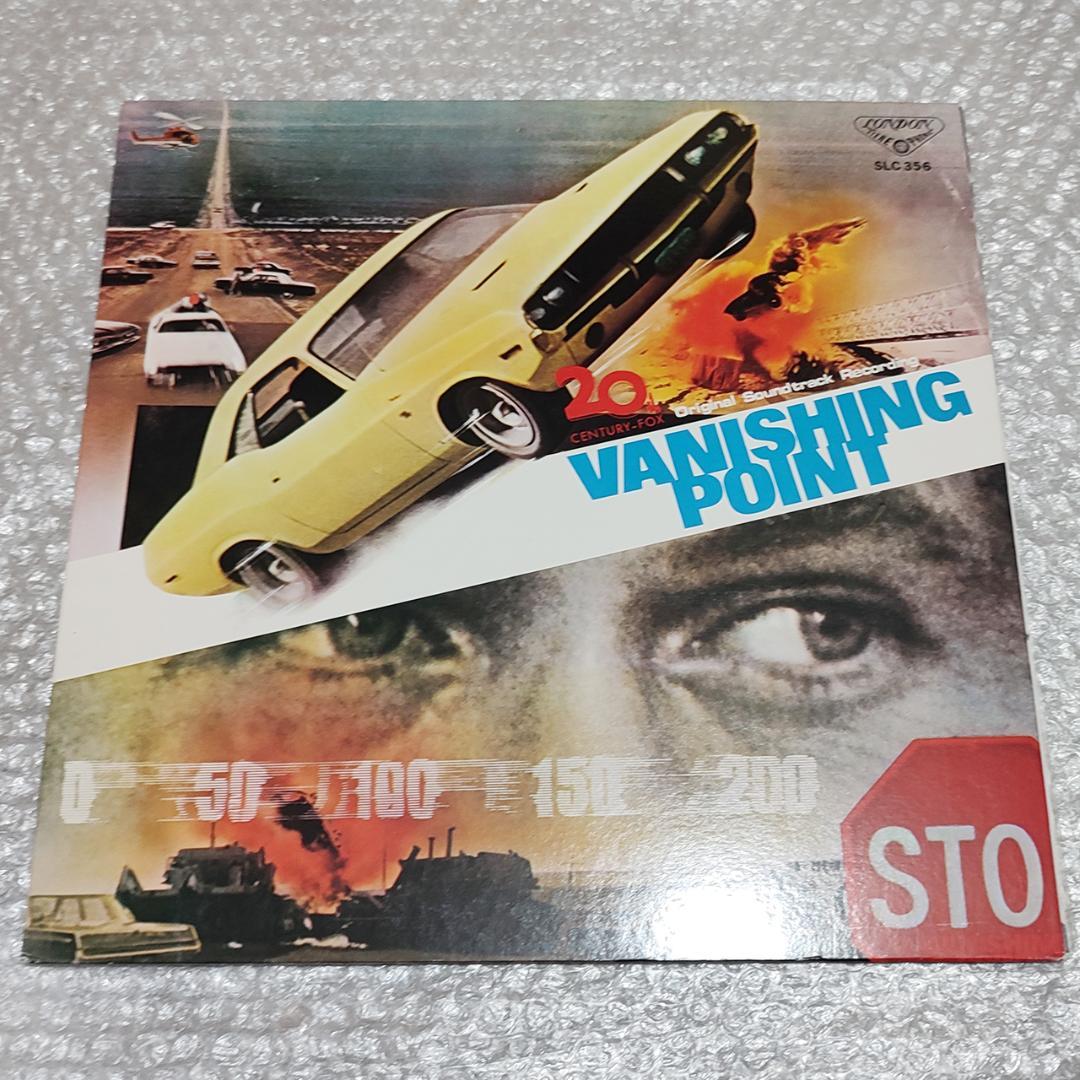 LONDON
SLC 356
20
CENTURY-FOX
Original Soundtrack Recording
VANISHING
POINT
0 50 100 150 200
STO